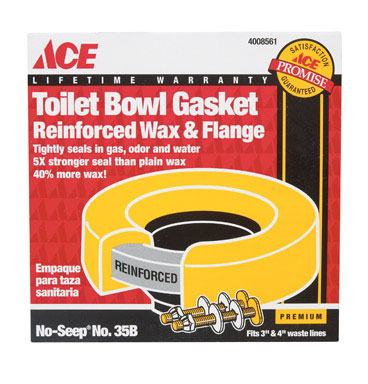 ACE
4008561
SATISFACTION
ACE
PROMISE
GUARANTEED
LIFETIME WARRANTY
Toilet Bowl Gasket
Reinforced Wax & Flange
Tightly seals in gas, odor and water
5X stronger seal than plain wax
40% more wax!
REINFORCED
Empaque
para taza
sanitaria
PREMIUM
No-Seep® No. 35B
Fits 3" & 4" waste lines